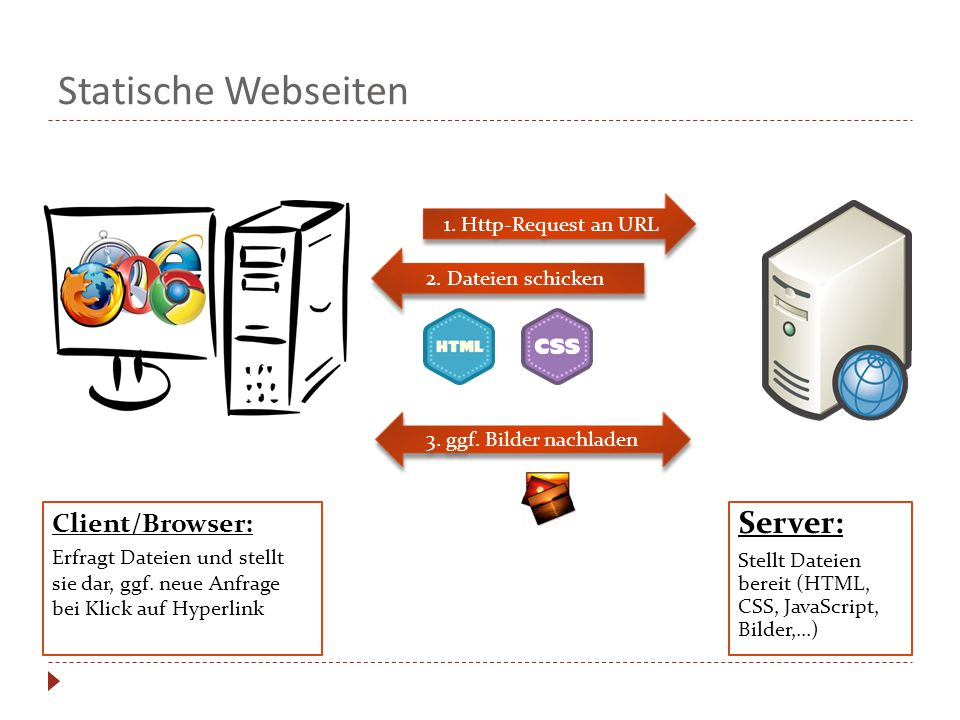 Statische Webseiten
1. Http-Request an URL
2. Dateien schicken
HTML
CSS
3. ggf. Bilder nachladen
Client/Browser:
Erfragt Dateien und stellt
sie dar, ggf. neue Anfrage
bei Klick auf Hyperlink
Server:
Stellt Dateien
bereit (HTML,
CSS, JavaScript,
Bilder,...)